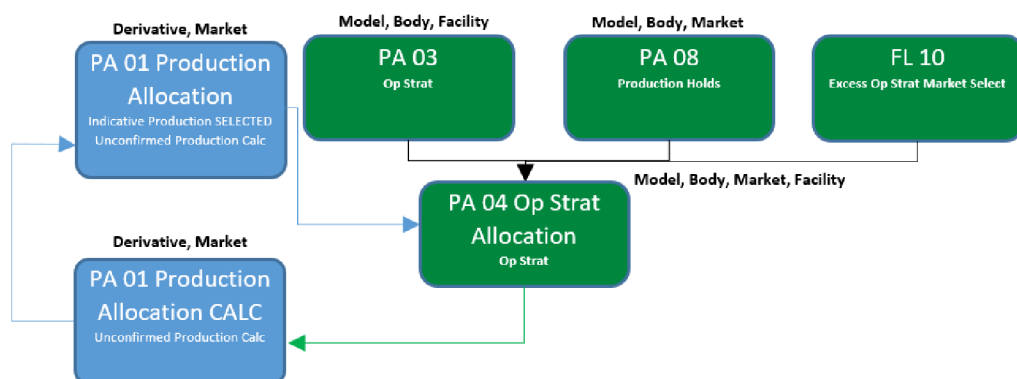 Derivative, Market
PA 01 Production
Allocation
Indicative Production SELECTED
Unconfirmed Production Calc
Model, Body, Facility
PA 03
Op Strat
Model, Body, Market
PA 08
Production Holds
FL 10
Excess Op Strat Market Select
Model, Body, Market, Facility
PA 04 Op Strat
Allocation
Op Strat
Derivative, Market
PA 01 Production
Allocation CALC
Unconfirmed Production Calc